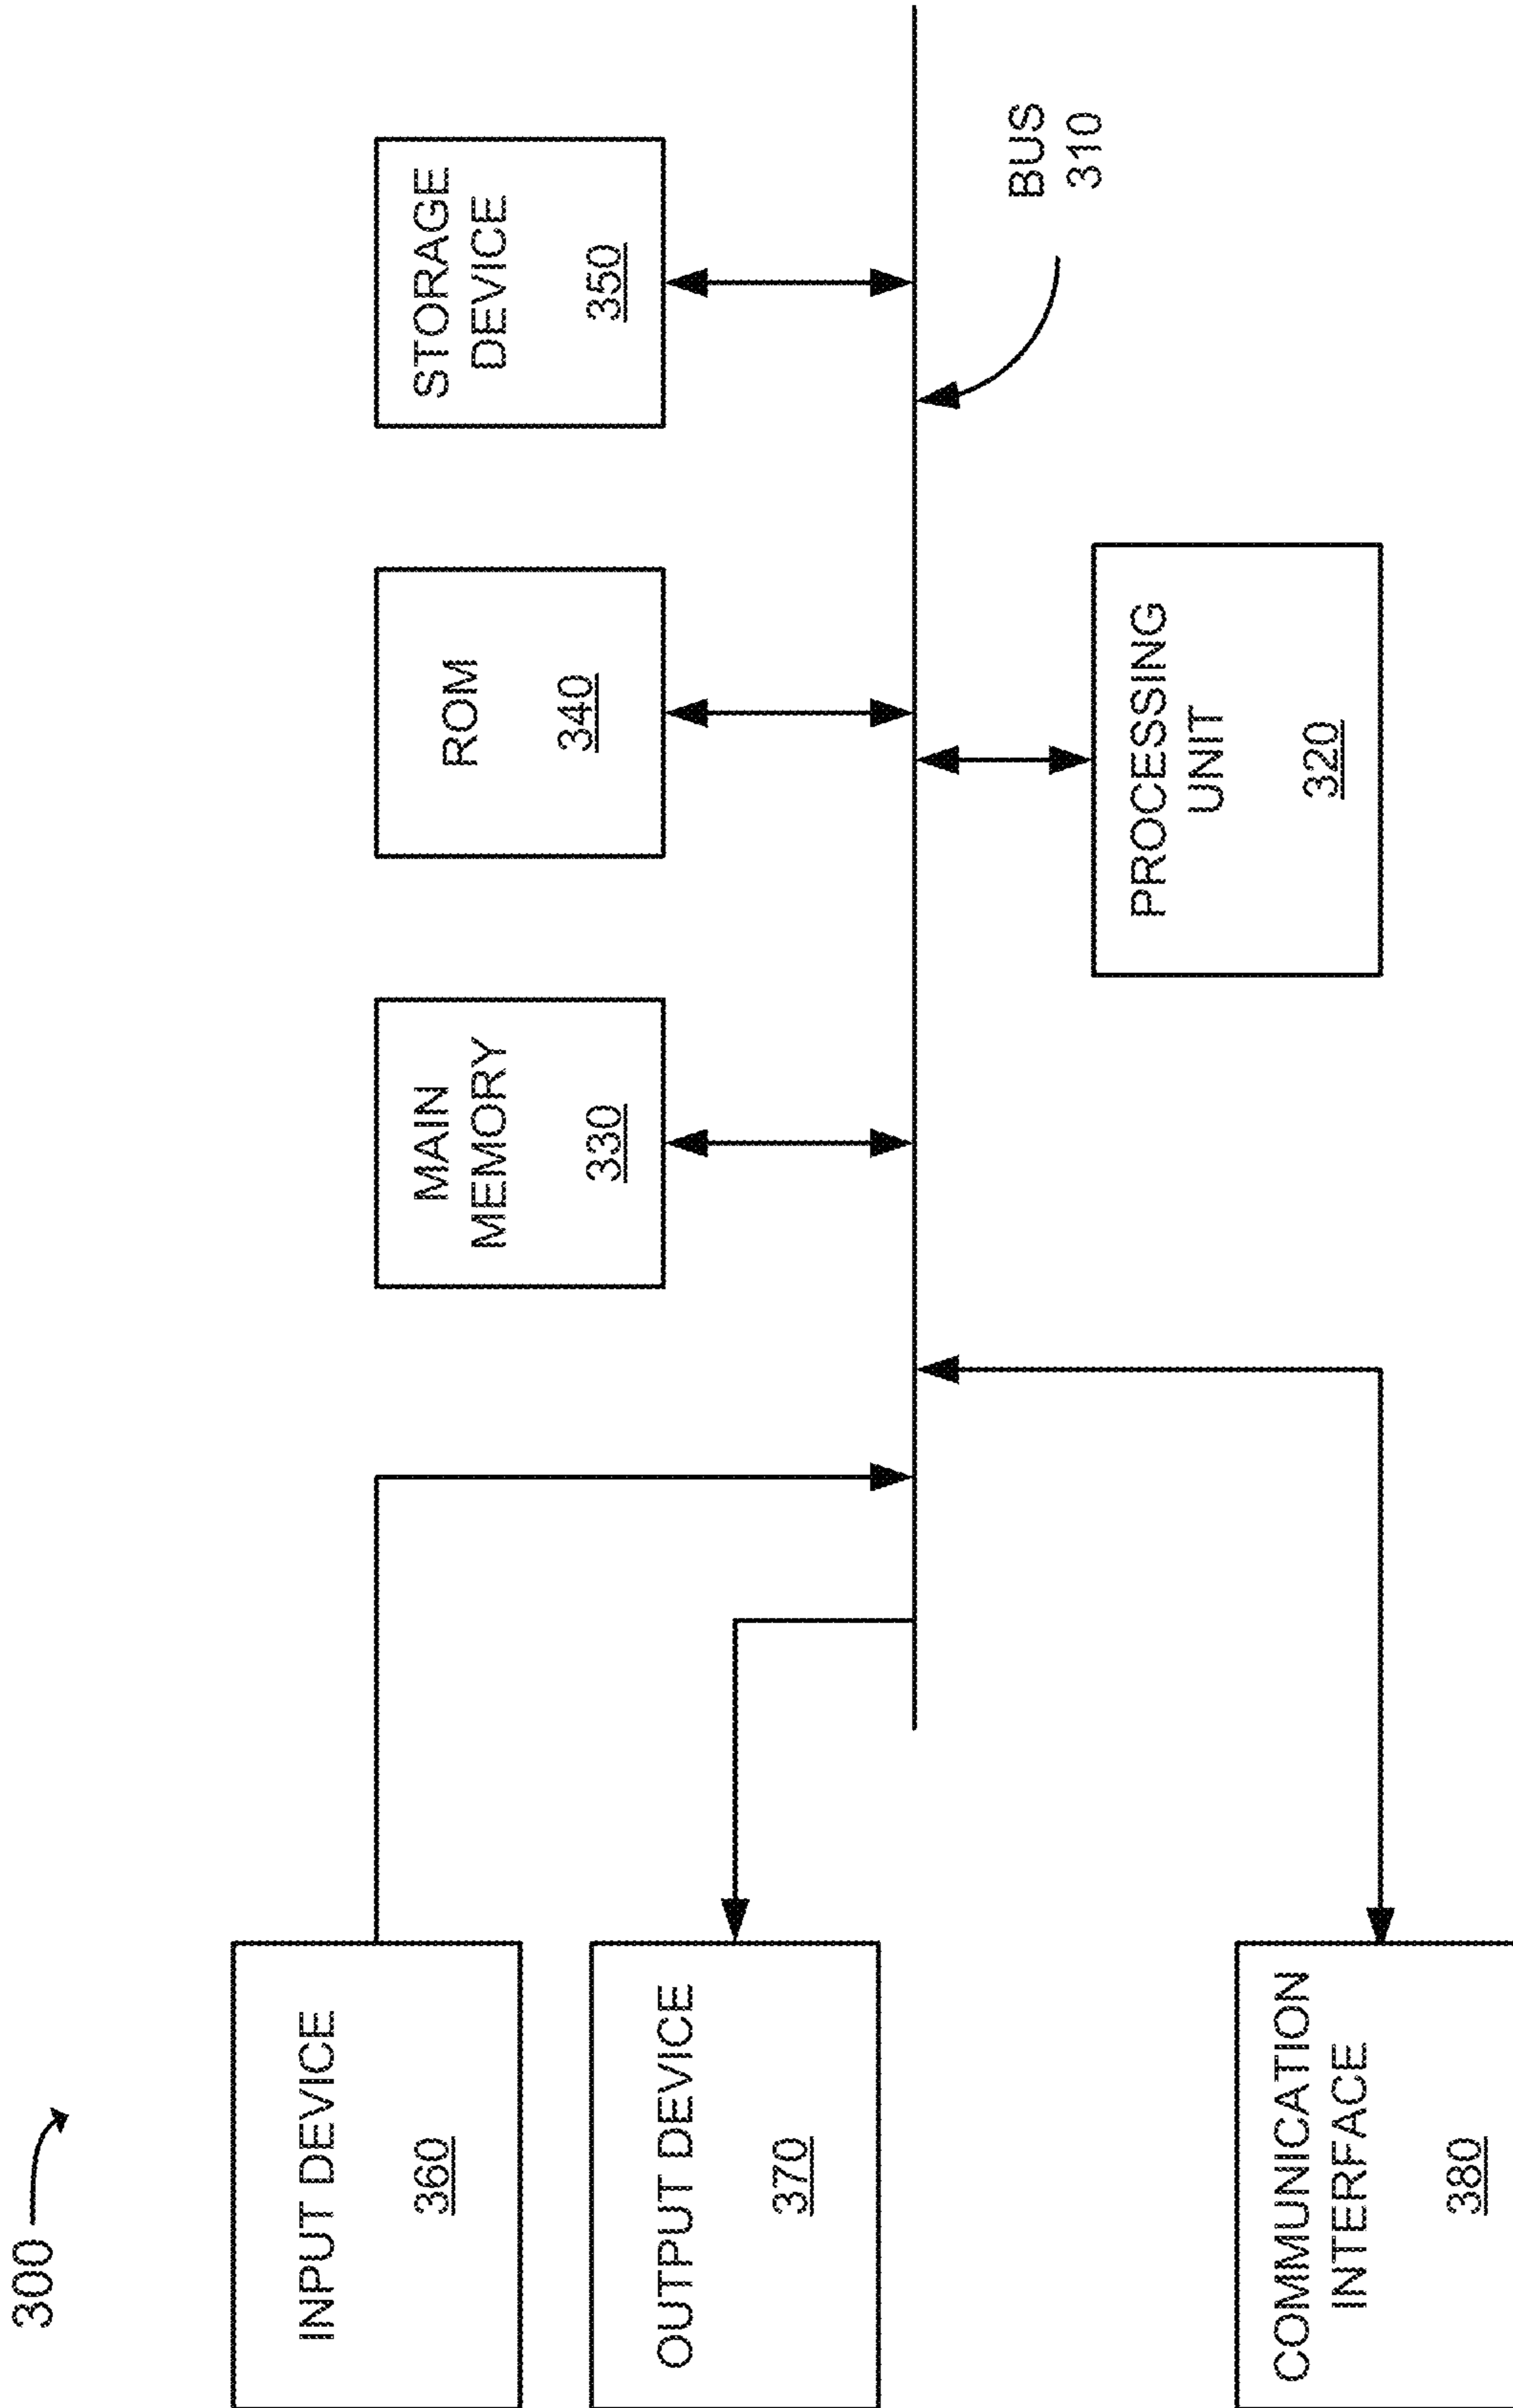 300
INPUT DEVICE
360
OUTPUT DEVICE
370
COMMUNICATION
INTERFACE
380
MAIN
MEMORY
330
ROM
340
STORAGE
DEVICE
350
PROCESSING
UNIT
320
BUS
310